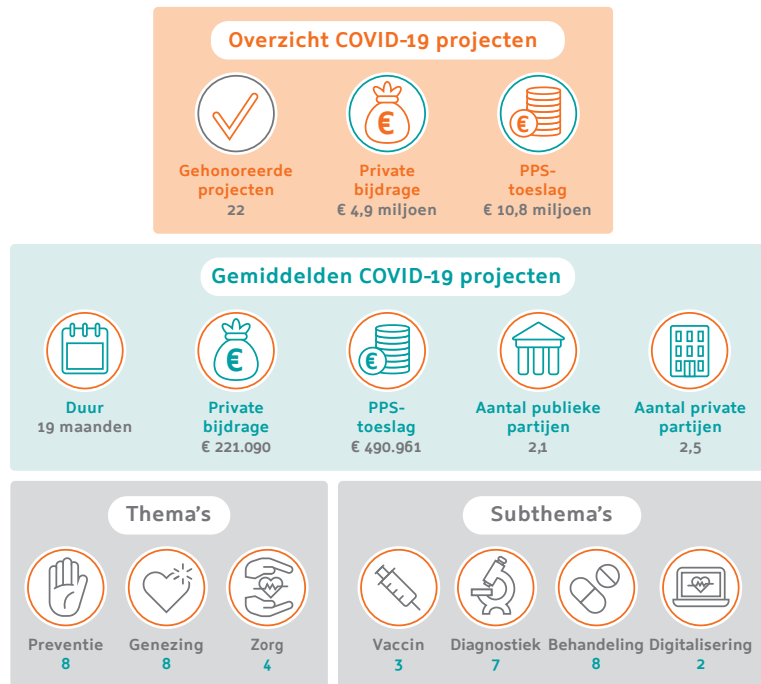 Overzicht COVID-19 projecten
€
€
Gehonoreerde
projecten
22
Private
bijdrage
€ 4,9 miljoen
PPS-
toeslag
€ 10,8 miljoen
Gemiddelden COVID-19 projecten
€
€
Duur
19 maanden
Private
bijdrage
€ 221.090
PPS-
toeslag
€ 490.961
Aantal publieke
partijen
2,1
Aantal private
partijen
2,5
Thema's
Preventie
8
Genezing
8
Zorg
4
Subthema's
Vaccin
3
Diagnostiek
7
Behandeling
8
Digitalisering
2